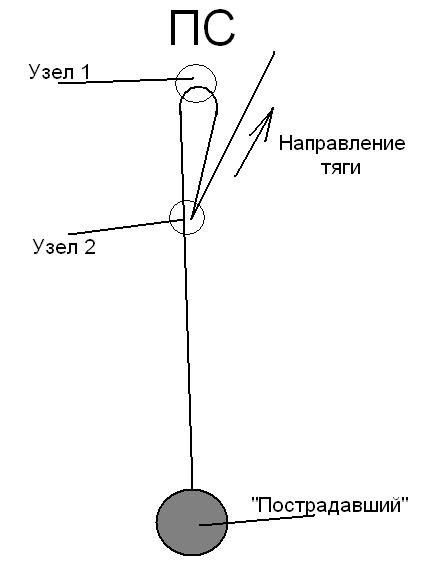 ПС
Узел 1
Направление
тяги
Узел 2
"Пострадавший"